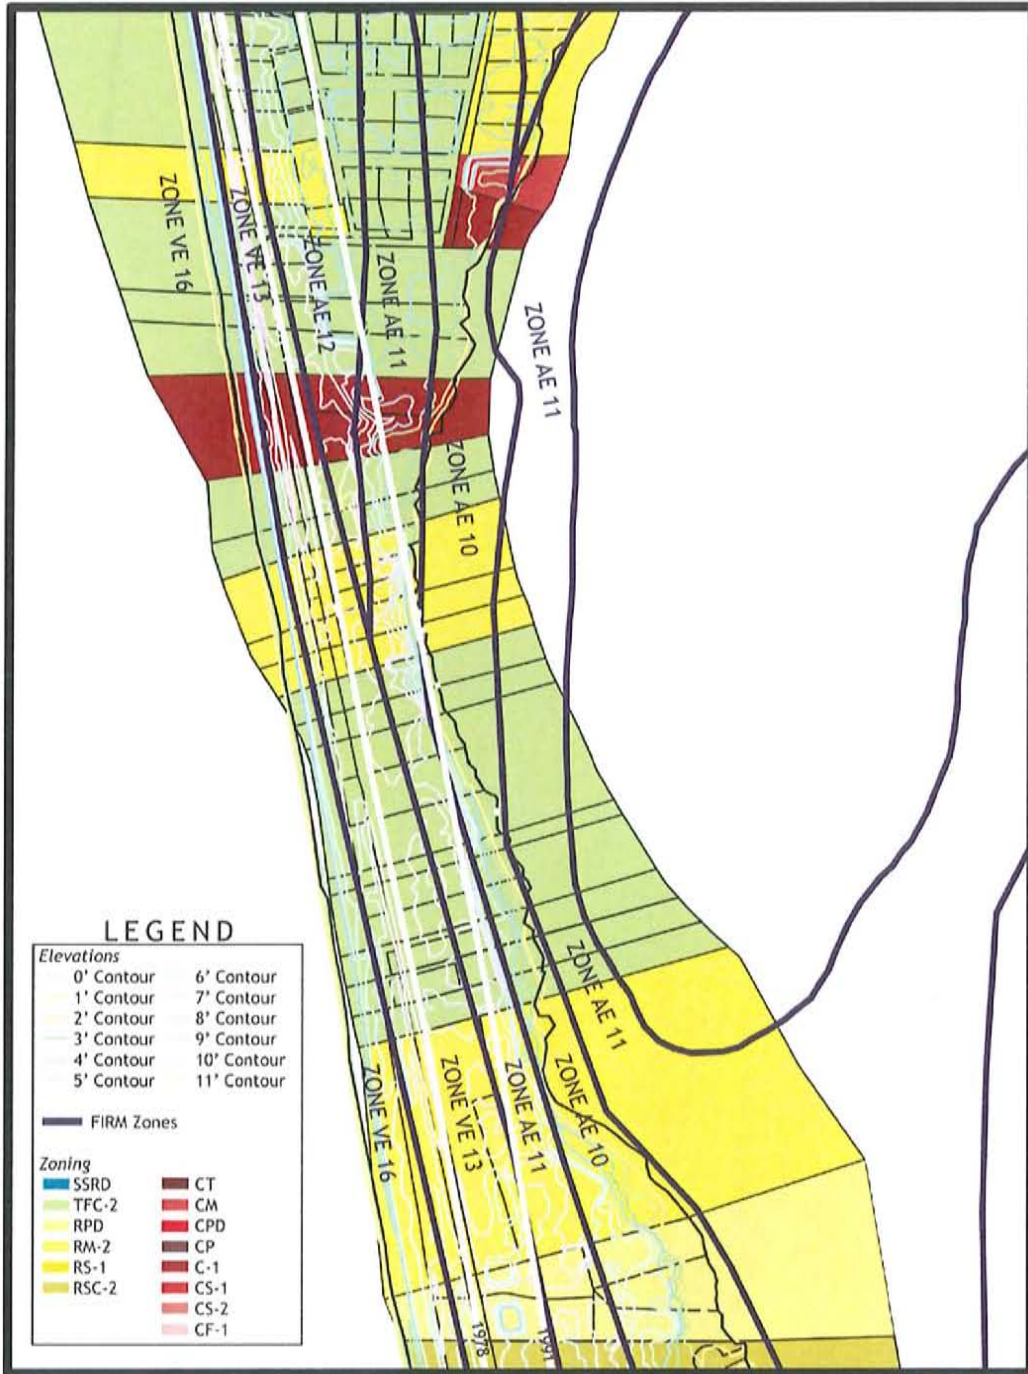 ZONE VE 16
ZONE VE 13
ZONE AE 12
ZONE AE 11
ZONE AE 11
ZONE AE 10
ZONE AE 11
ZONE VE 16
ZONE VE 13
ZONE AE 11
ZONE AE 10
1978
1991
LEGEND
Elevations
0' Contour
1' Contour
2' Contour
3' Contour
4' Contour
5' Contour
6' Contour
7' Contour
8' Contour
9' Contour
10' Contour
11' Contour
FIRM Zones
Zoning
SSRD
TFC-2
RPD
RM-2
RS-1
RSC-2
CT
CM
CPD
CP
C-1
CS-1
CS-2
CF-1